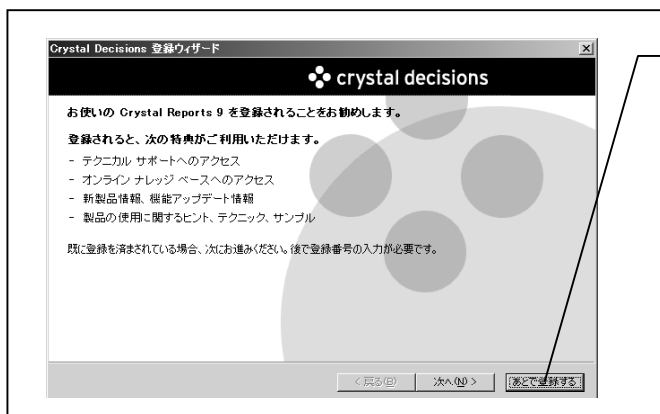 Crystal Decisions 登録ウィザード
crystal decisions
お使いの Crystal Reports 9 を登録されることをお勧めします。
登録されると、次の特典がご利用いただけます。
- テクニカル サポートへのアクセス
- オンライン ナレッジ ベースへのアクセス
- 新製品情報、機能アップデート情報
- 製品の使用に関するヒント、テクニック、サンプル
既に登録を済まされている場合、次にお進みください。後で登録番号の入力が必要です。
< 戻る(B)
次へ(N) >
あとで登録する